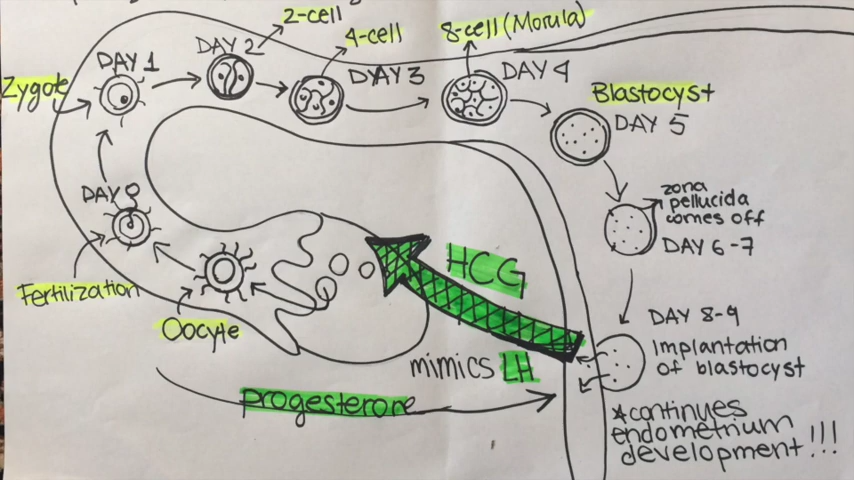 2-cell
4-cell
8-cell (Morula)
DAY 2
DAY 1
DAY 3
DAY 4
Zygote
Blastocyst
DAY 5
zona
pellucida
comes off
DAY 6-7
DAY 0
Fertilization
Oocyte
HCG
mimics LH
DAY 8-9
Implantation
of blastocyst
progesterone
*continues
endometrium
development!!!